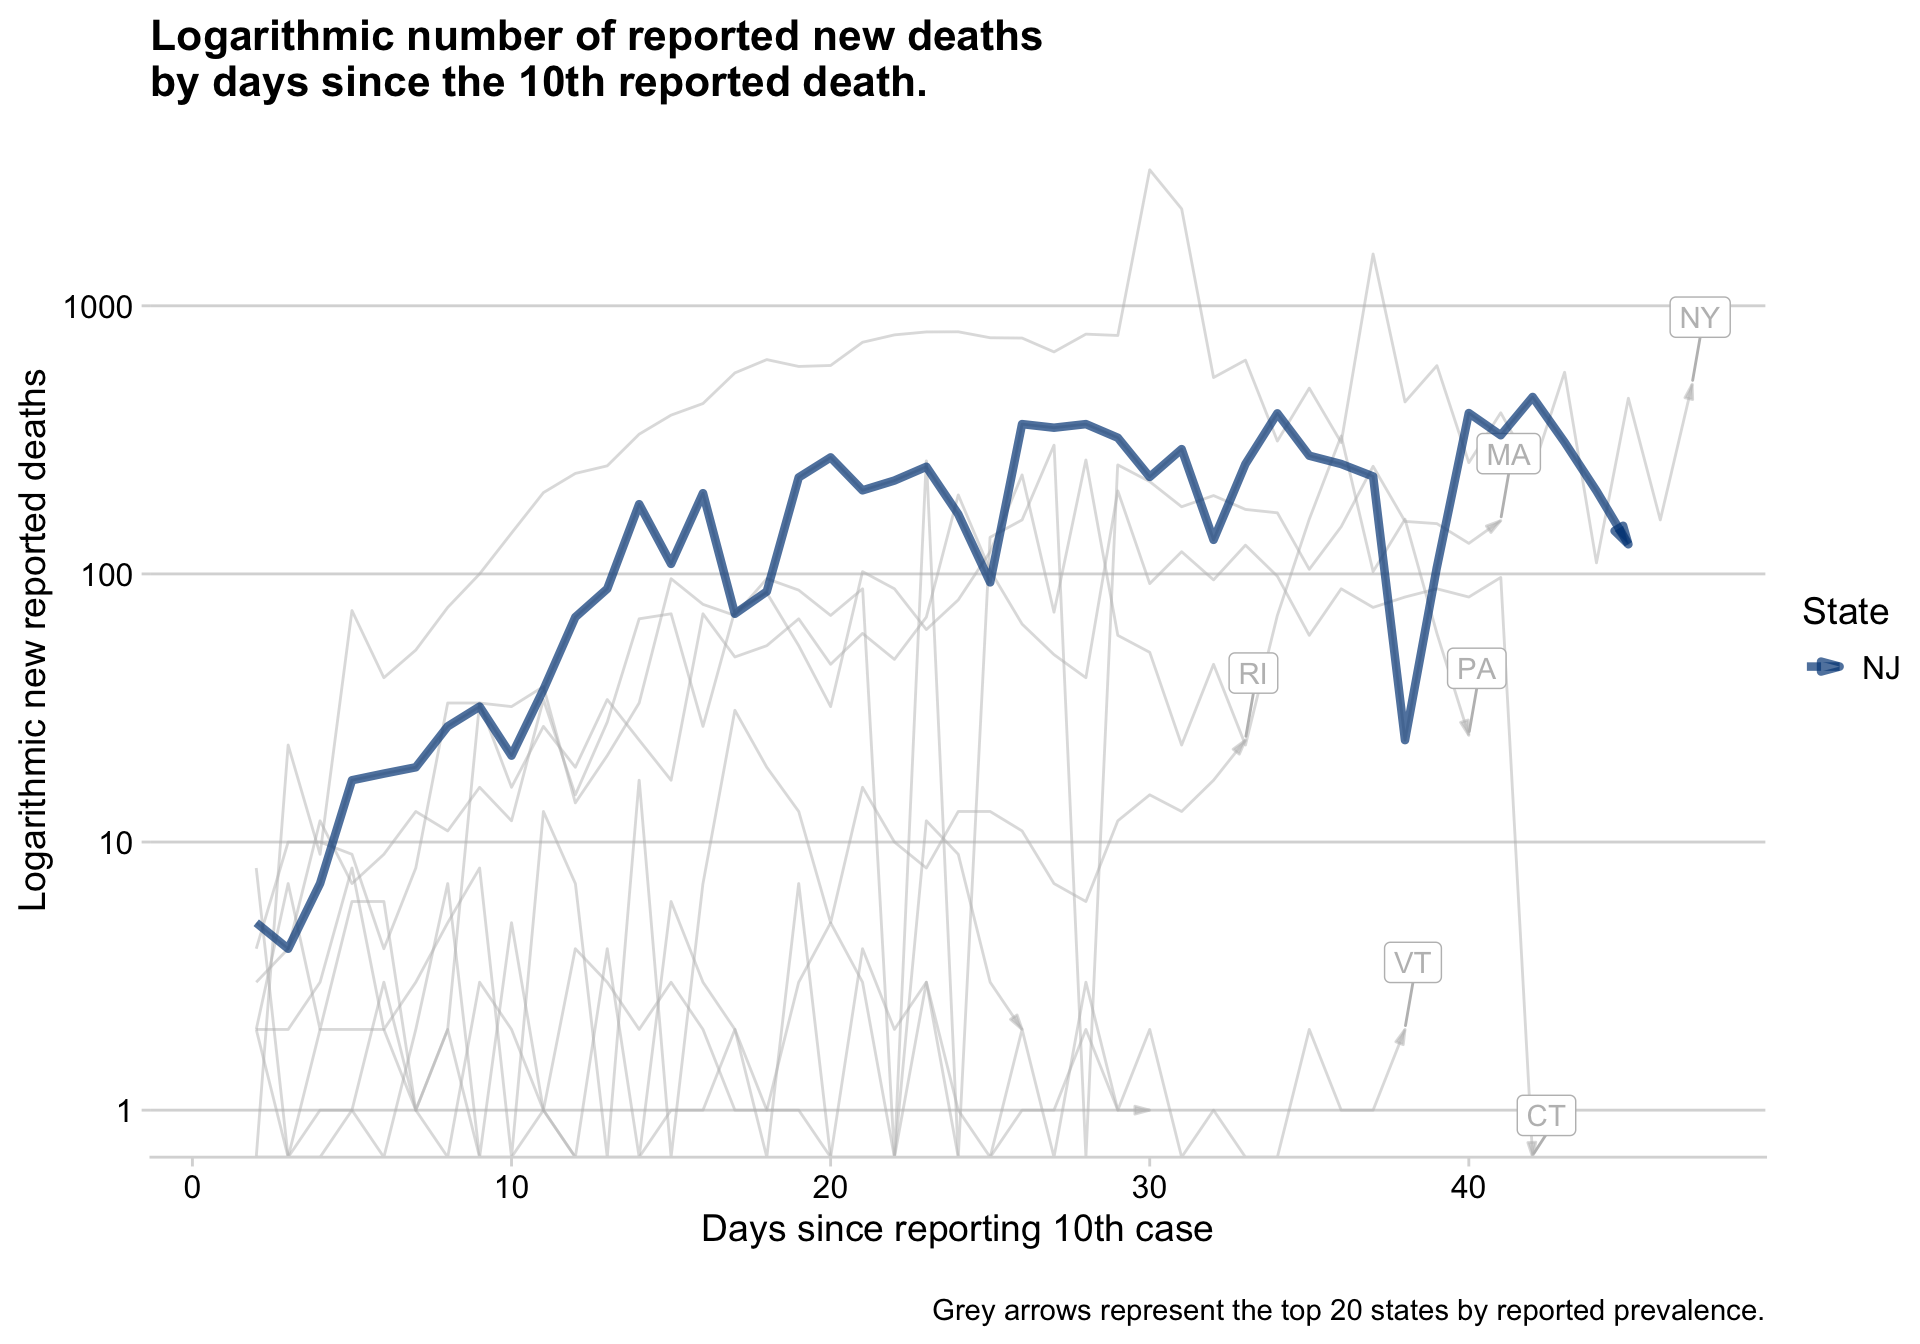 Logarithmic number of reported new deaths
by days since the 10th reported death.
Logarithmic new reported deaths
1000
100
10
1
NY
MA
RI
PA
VT
CT
State
NJ
0 10 20 30 40
Days since reporting 10th case
Grey arrows represent the top 20 states by reported prevalence.